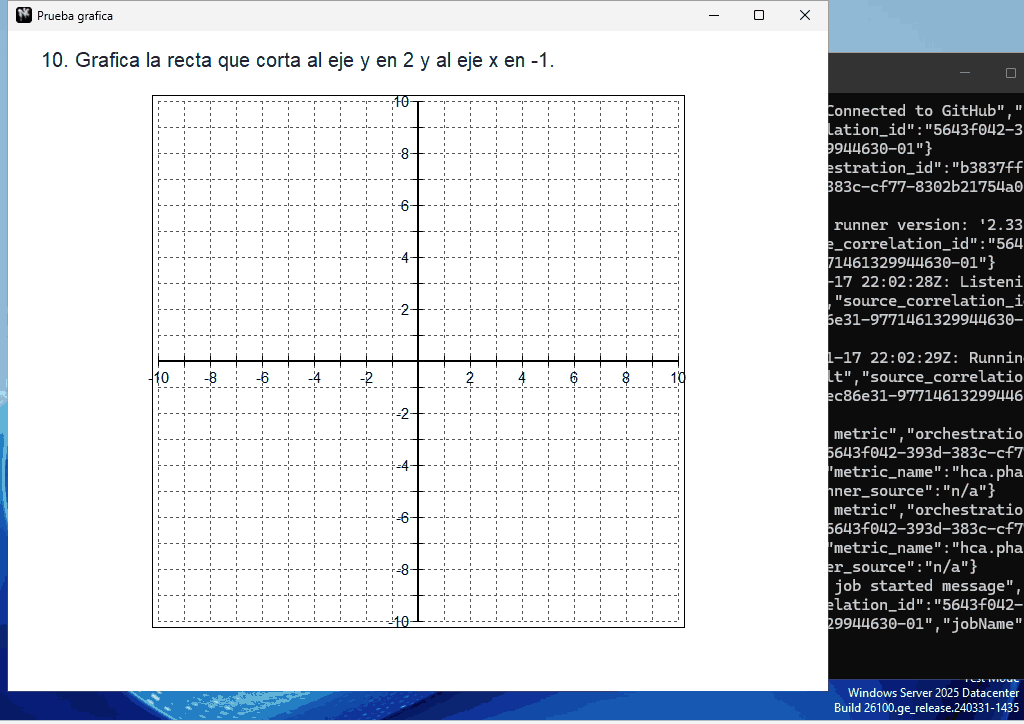 Prueba grafica
10. Grafica la recta que corta al eje y en 2 y al eje x en -1.
10
8
6
4
2
-10 -8 -6 -4 -2 2 4 6 8 10
-2
-4
-6
-8
-10
Connected to GitHub","
lation_id":"5643f042-3
9944630-01"}
estration_id":"b3837ff
383c-cf77-8302b21754a0
runner version: '2.33
e_correlation_id":"564
71461329944630-01"}
-17 22:02:28Z: Listeni
,"source_correlation_i
6e31-9771461329944630-
1-17 22:02:29Z: Runnin
lt","source_correlatio
ec86e31-97714613299446
metric","orchestratio
5643f042-393d-383c-cf7
"metric_name":"hca.pha
nner_source":"n/a"}
metric","orchestratio
5643f042-393d-383c-cf7
"metric_name":"hca.pha
er_source":"n/a"}
job started message",
elation_id":"5643f042-
29944630-01","jobName"
Test Mode
Windows Server 2025 Datacenter
Build 26100.ge_release.240331-1435